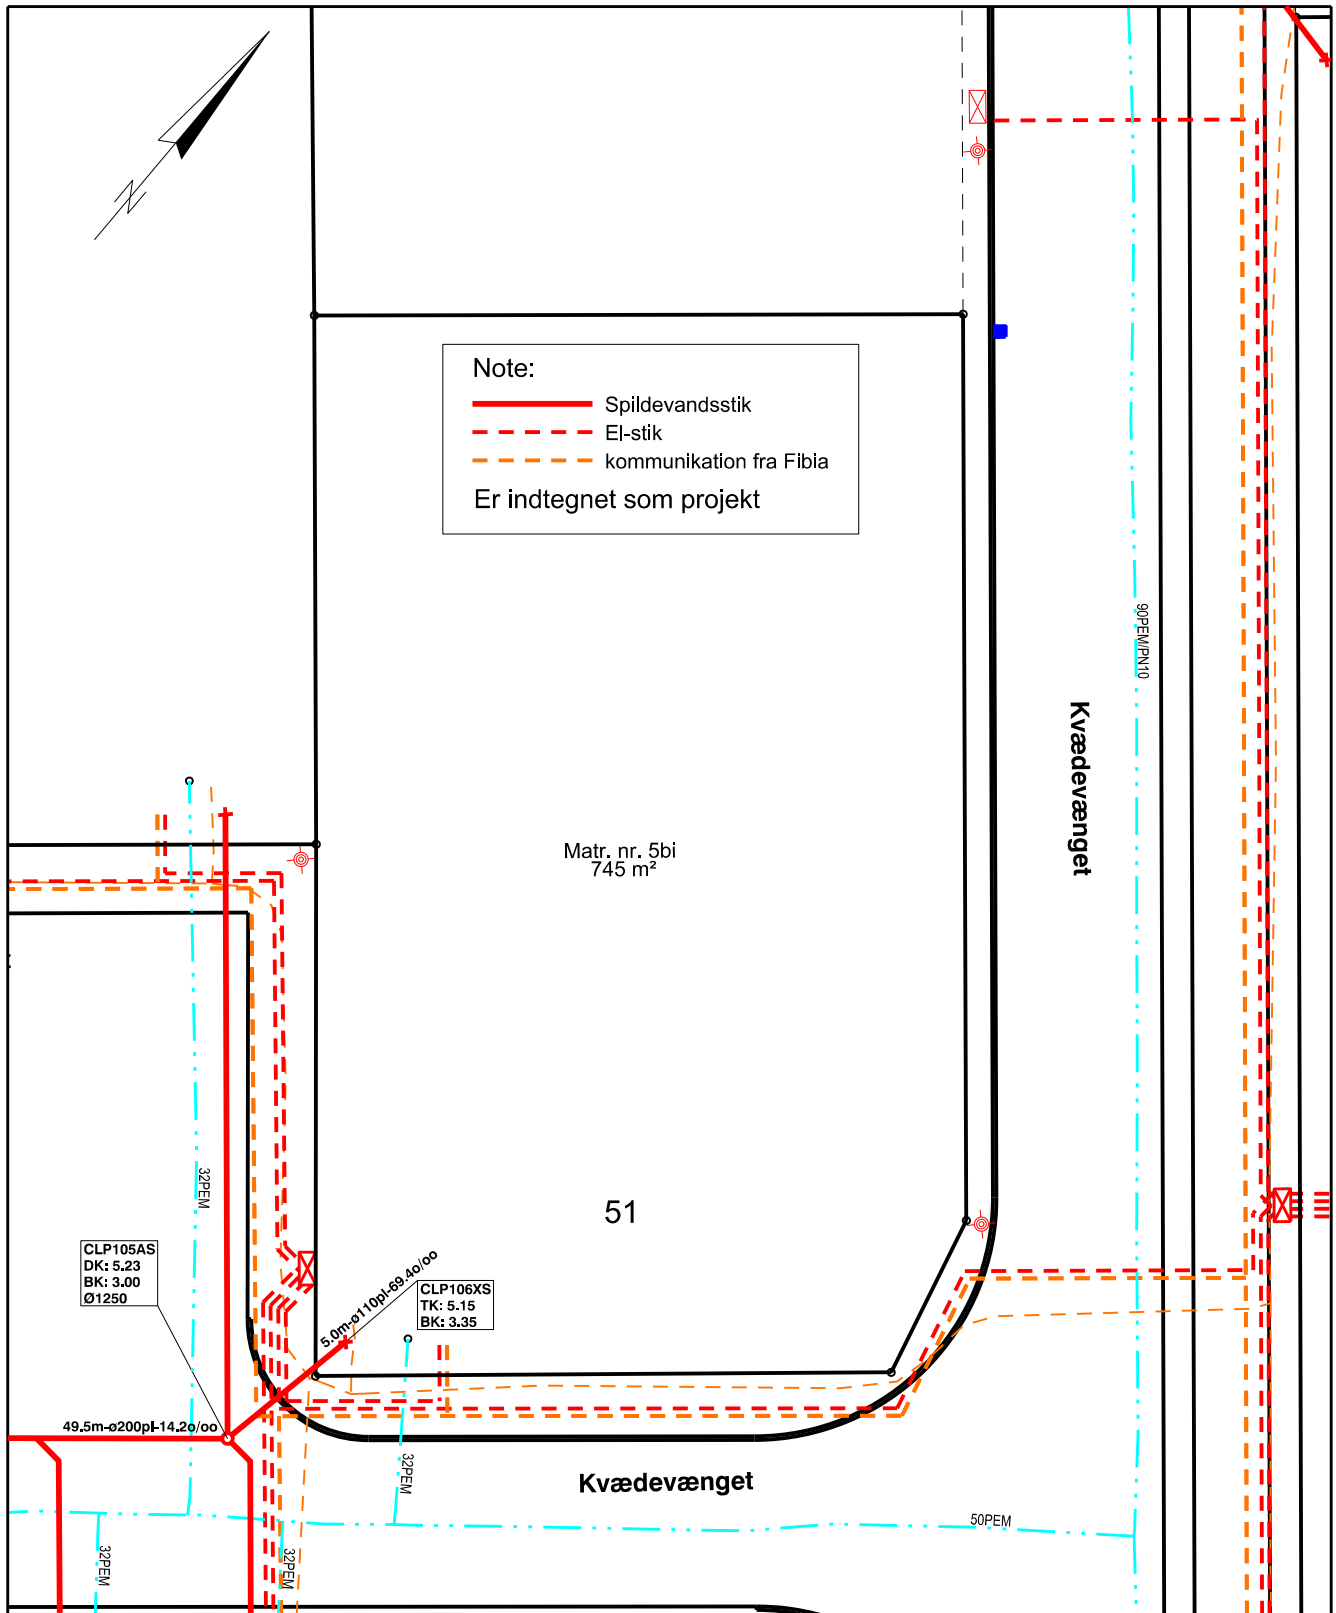 N
Note:
Spildevandsstik
El-stik
kommunikation fra Fibia
Er indtegnet som projekt
90PEM/PN10
Kvædevænget
Matr. nr. 5bi
745 m²
32PEM
51
CLP105AS
DK: 5.23
BK: 3.00
Ø1250
5.0m-ø110pl-69.4o/oo
CLP106XS
TK: 5.15
BK: 3.35
49.5m-ø200pl-14.2o/oo
32PEM
Kvædevænget
50PEM
32PEM
32PEM